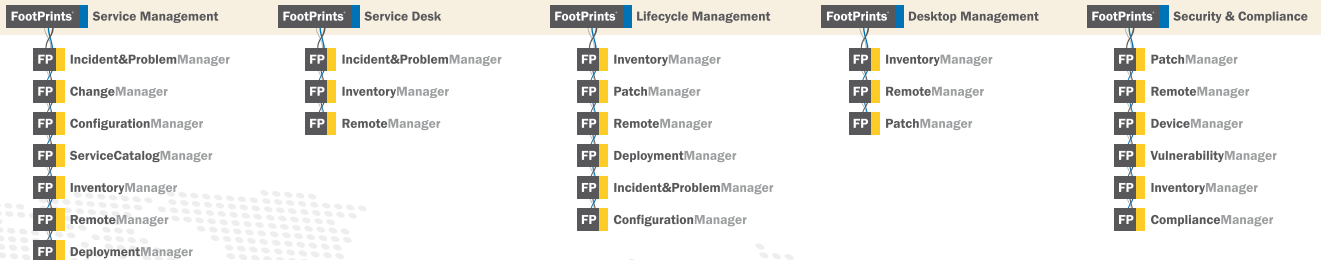 FootPrints Service Management
FP Incident&ProblemManager
FP ChangeManager
FP ConfigurationManager
FP ServiceCatalogManager
FP InventoryManager
FP RemoteManager
FP DeploymentManager
FootPrints Service Desk
FP Incident&ProblemManager
FP InventoryManager
FP RemoteManager
FootPrints Lifecycle Management
FP InventoryManager
FP PatchManager
FP RemoteManager
FP DeploymentManager
FP Incident&ProblemManager
FP ConfigurationManager
FootPrints Desktop Management
FP InventoryManager
FP RemoteManager
FP PatchManager
FootPrints Security & Compliance
FP PatchManager
FP RemoteManager
FP DeviceManager
FP VulnerabilityManager
FP InventoryManager
FP ComplianceManager